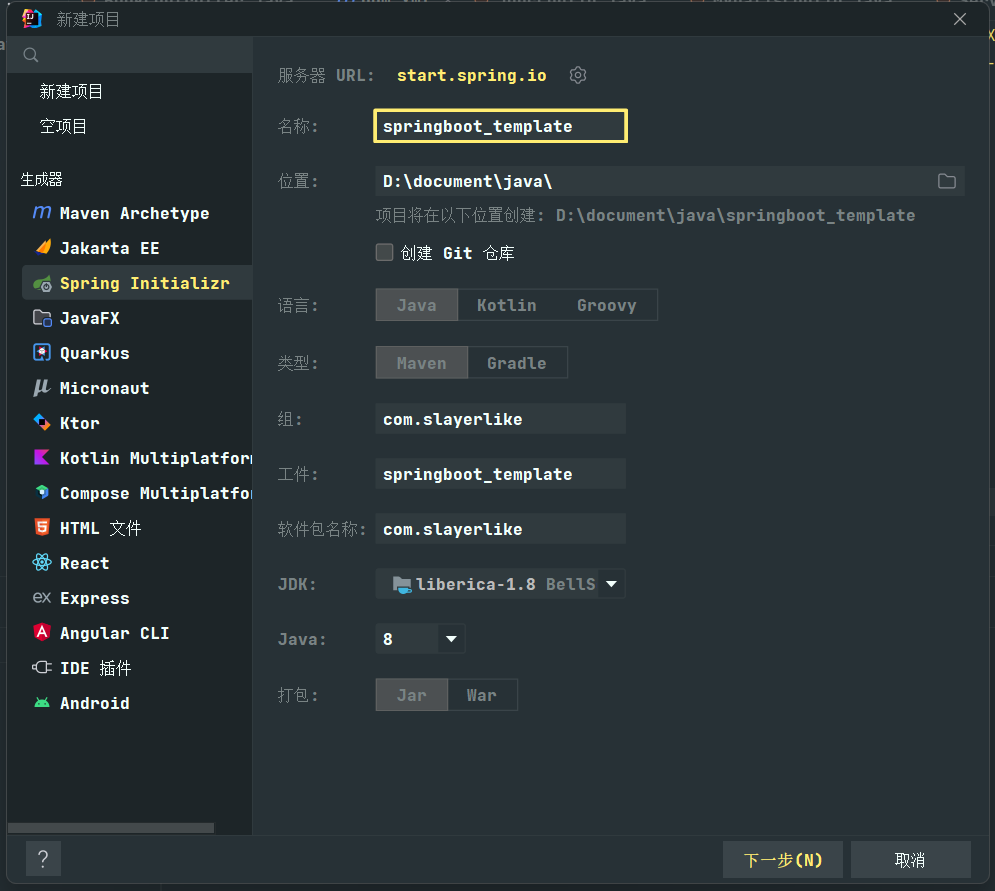 新建项目
新建项目
空项目
生成器
Maven Archetype
Jakarta EE
Spring Initializr
JavaFX
Quarkus
Micronaut
Ktor
Kotlin Multiplatfor
Compose Multiplatfo
HTML 文件
React
Express
Angular CLI
IDE 插件
Android
服务器 URL: start.spring.io
名称: springboot_template
位置: D:\document\java\
项目将在以下位置创建: D:\document\java\springboot_template
创建 Git 仓库
语言: Java Kotlin Groovy
类型: Maven Gradle
组: com.slayerlike
工件: springboot_template
软件包名称: com.slayerlike
JDK: liberica-1.8 BellS
Java: 8
打包: Jar War
? 下一步(N) 取消